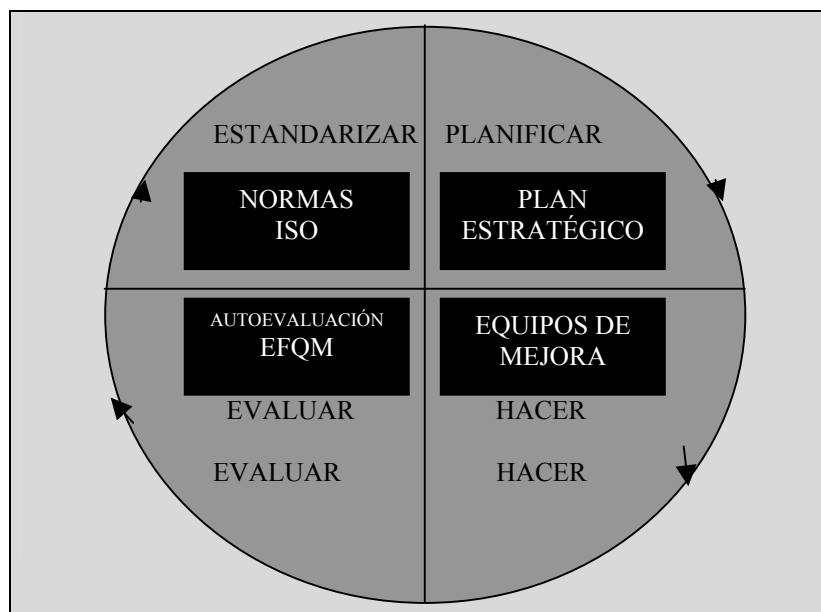 ESTANDARIZAR PLANIFICAR
NORMAS
ISO
PLAN
ESTRATÉGICO
AUTOEVALUACIÓN
EFQM
EQUIPOS DE
MEJORA
EVALUAR HACER
EVALUAR HACER